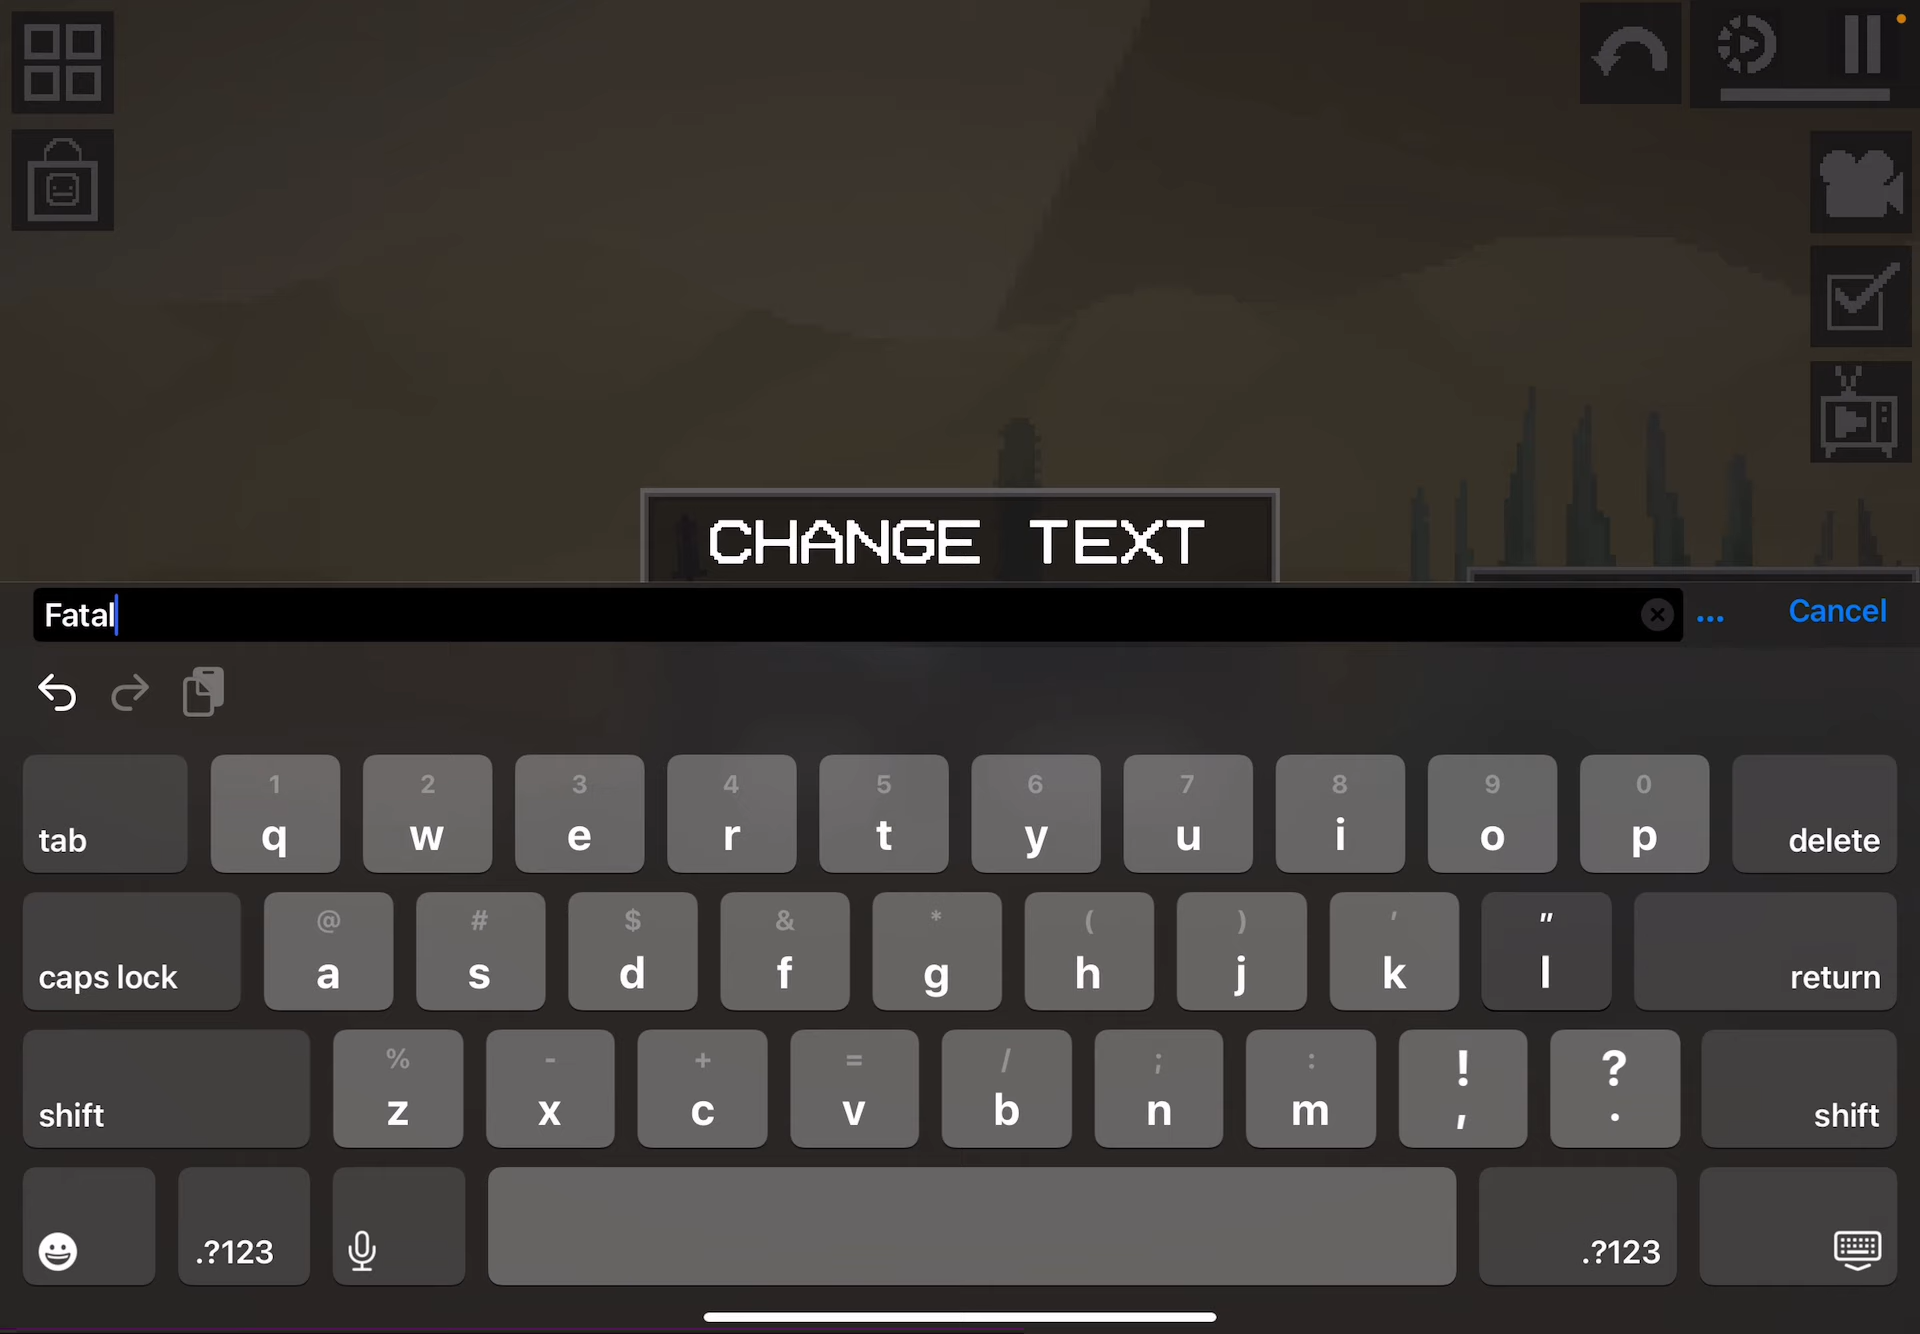 CHANGE TEXT
Fatal
... Cancel
1 2 3 4 5 6 7 8 9 0
tab q w e r t y u i o p delete
@ # $ & * ( ) ' "
caps lock a s d f g h j k l return
% - + = / ; : ! ?
shift z x c v b n m , . shift
.?123 .?123